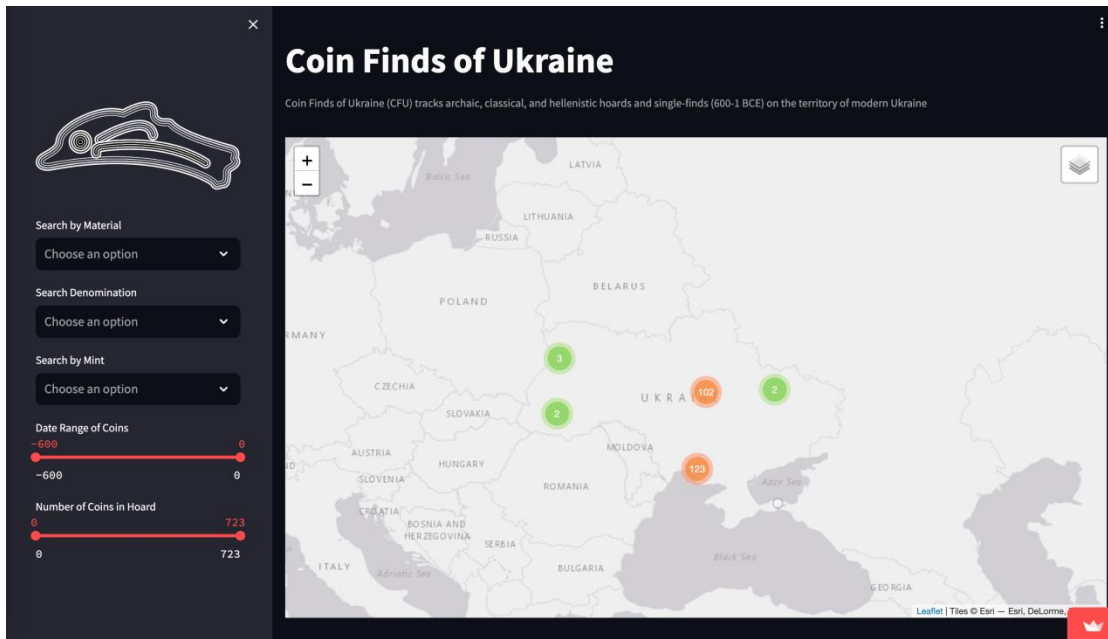 Search by Material
Choose an option
Search Denomination
Choose an option
Search by Mint
Choose an option
Date Range of Coins
-600 0
-600 0
Number of Coins in Hoard
0 723
0 723
Coin Finds of Ukraine
Coin Finds of Ukraine (CFU) tracks archaic, classical, and hellenistic hoards and single-finds (600-1 BCE) on the territory of modern Ukraine
+
−
LATVIA
Baltic Sea
LITHUANIA
RUSSIA
BELARUS
POLAND
RMANY
3
CZECHIA
UKRA
102
2
2
SLOVAKIA
AUSTRIA
MOLDOVA
HUNGARY
123
SLOVENIA
ROMANIA
Azov Sea
CROATIA
BOSNIA AND
HERZEGOVINA
SERBIA
Black Sea
ITALY
Adriatic Sea
BULGARIA
GEORGIA
Leaflet | Tiles © Esri — Esri, DeLorme,